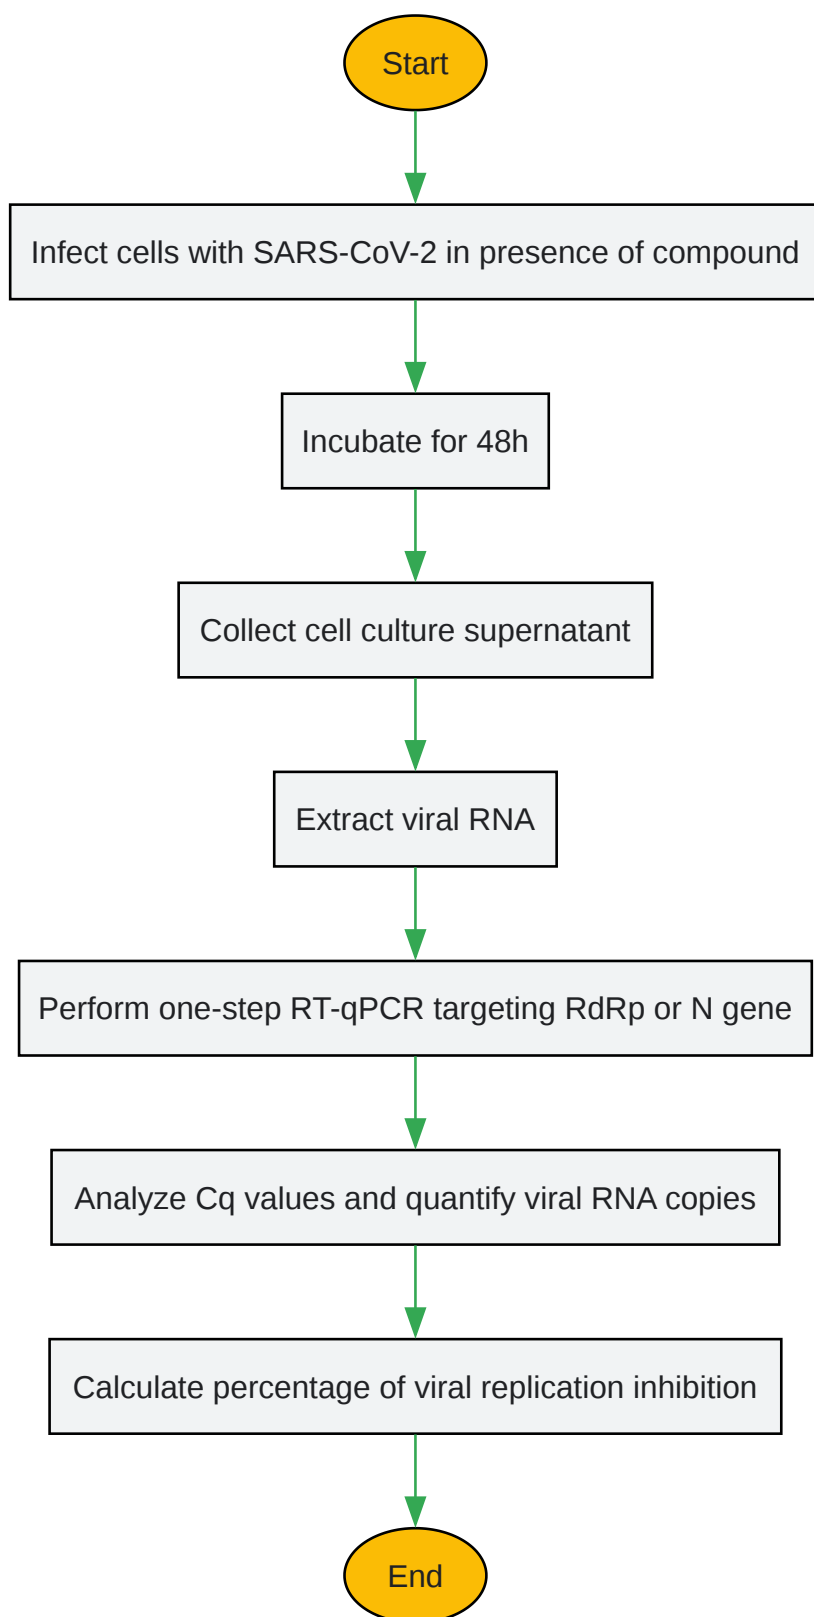 Start
Infect cells with SARS-CoV-2 in presence of compound
Incubate for 48h
Collect cell culture supernatant
Extract viral RNA
Perform one-step RT-qPCR targeting RdRp or N gene
Analyze Cq values and quantify viral RNA copies
Calculate percentage of viral replication inhibition
End